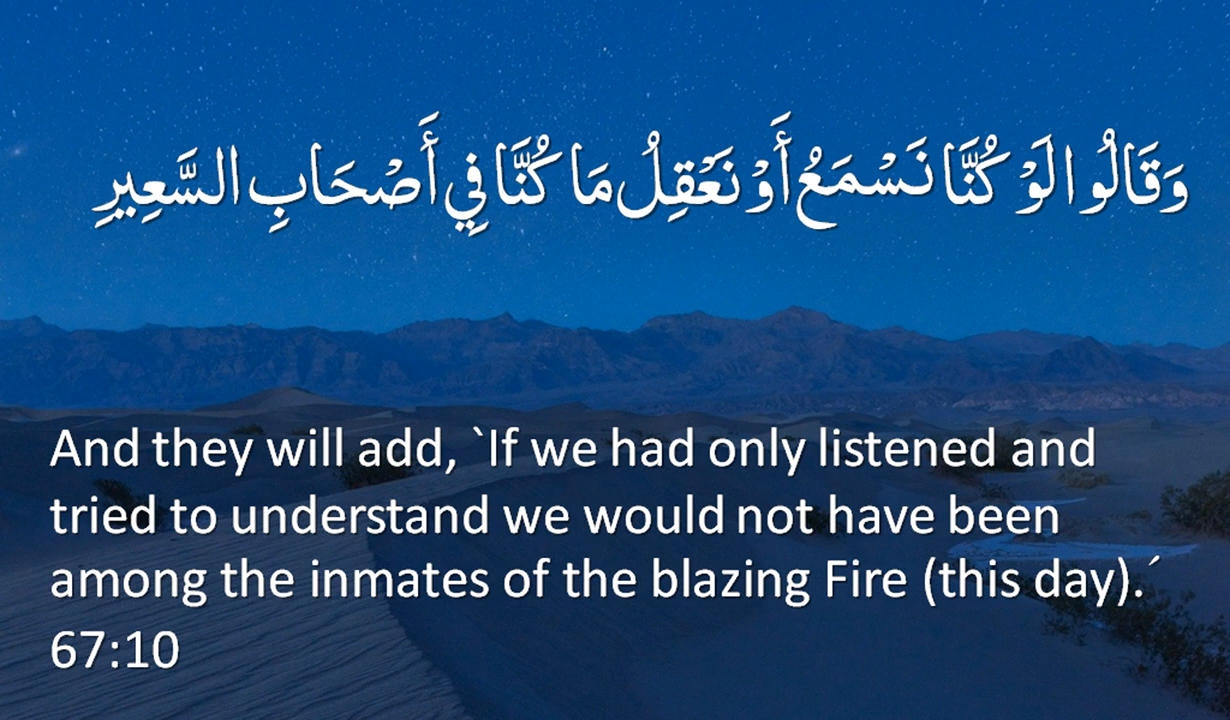 وَقَالُوا لَوْ كُنَّا نَسْمَعُ أَوْ نَعْقِلُ مَا كُنَّا فِي أَصْحَابِ السَّعِيرِ
And they will add, `If we had only listened and
tried to understand we would not have been
among the inmates of the blazing Fire (this day).´
67:10